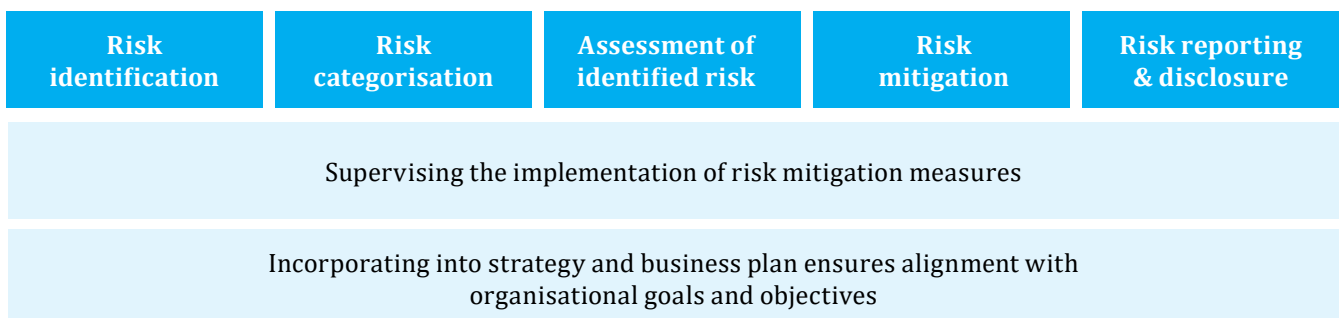 Risk
identification
Risk
categorisation
Assessment of
identified risk
Risk
mitigation
Risk reporting
& disclosure
Supervising the implementation of risk mitigation measures
Incorporating into strategy and business plan ensures alignment with
organisational goals and objectives